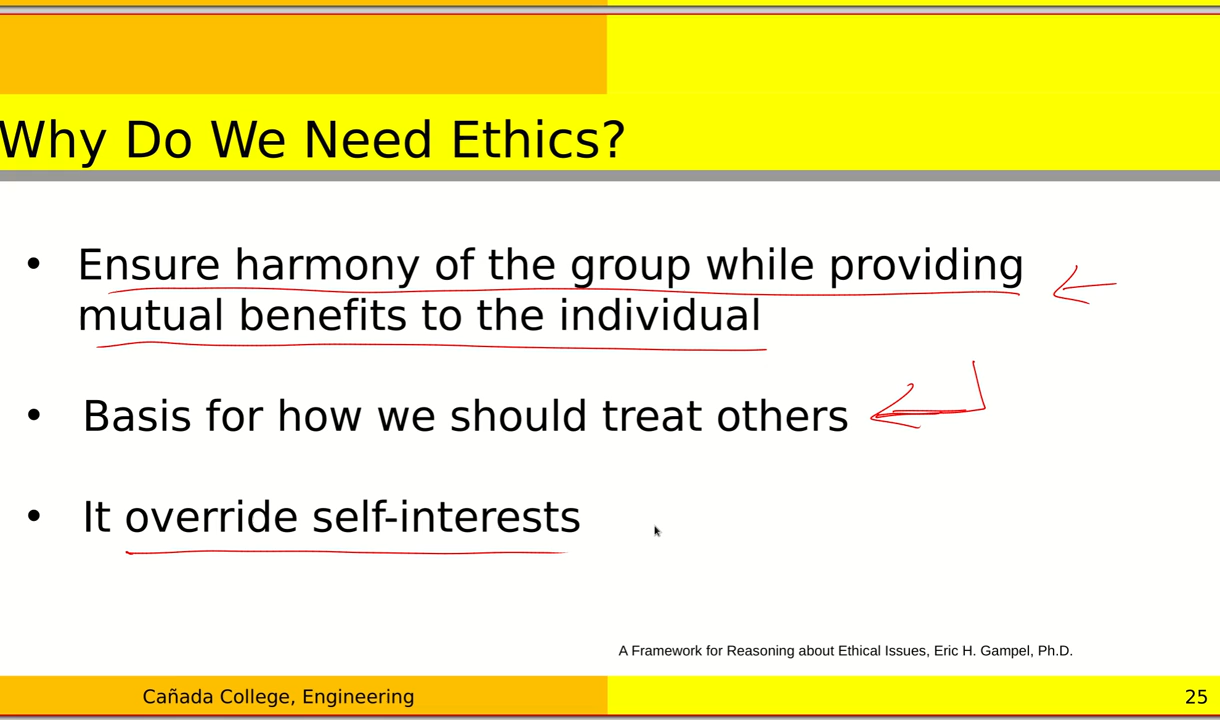 Why Do We Need Ethics?
• Ensure harmony of the group while providing
mutual benefits to the individual
• Basis for how we should treat others
• It override self-interests
A Framework for Reasoning about Ethical Issues, Eric H. Gampel, Ph.D.
Cañada College, Engineering
25